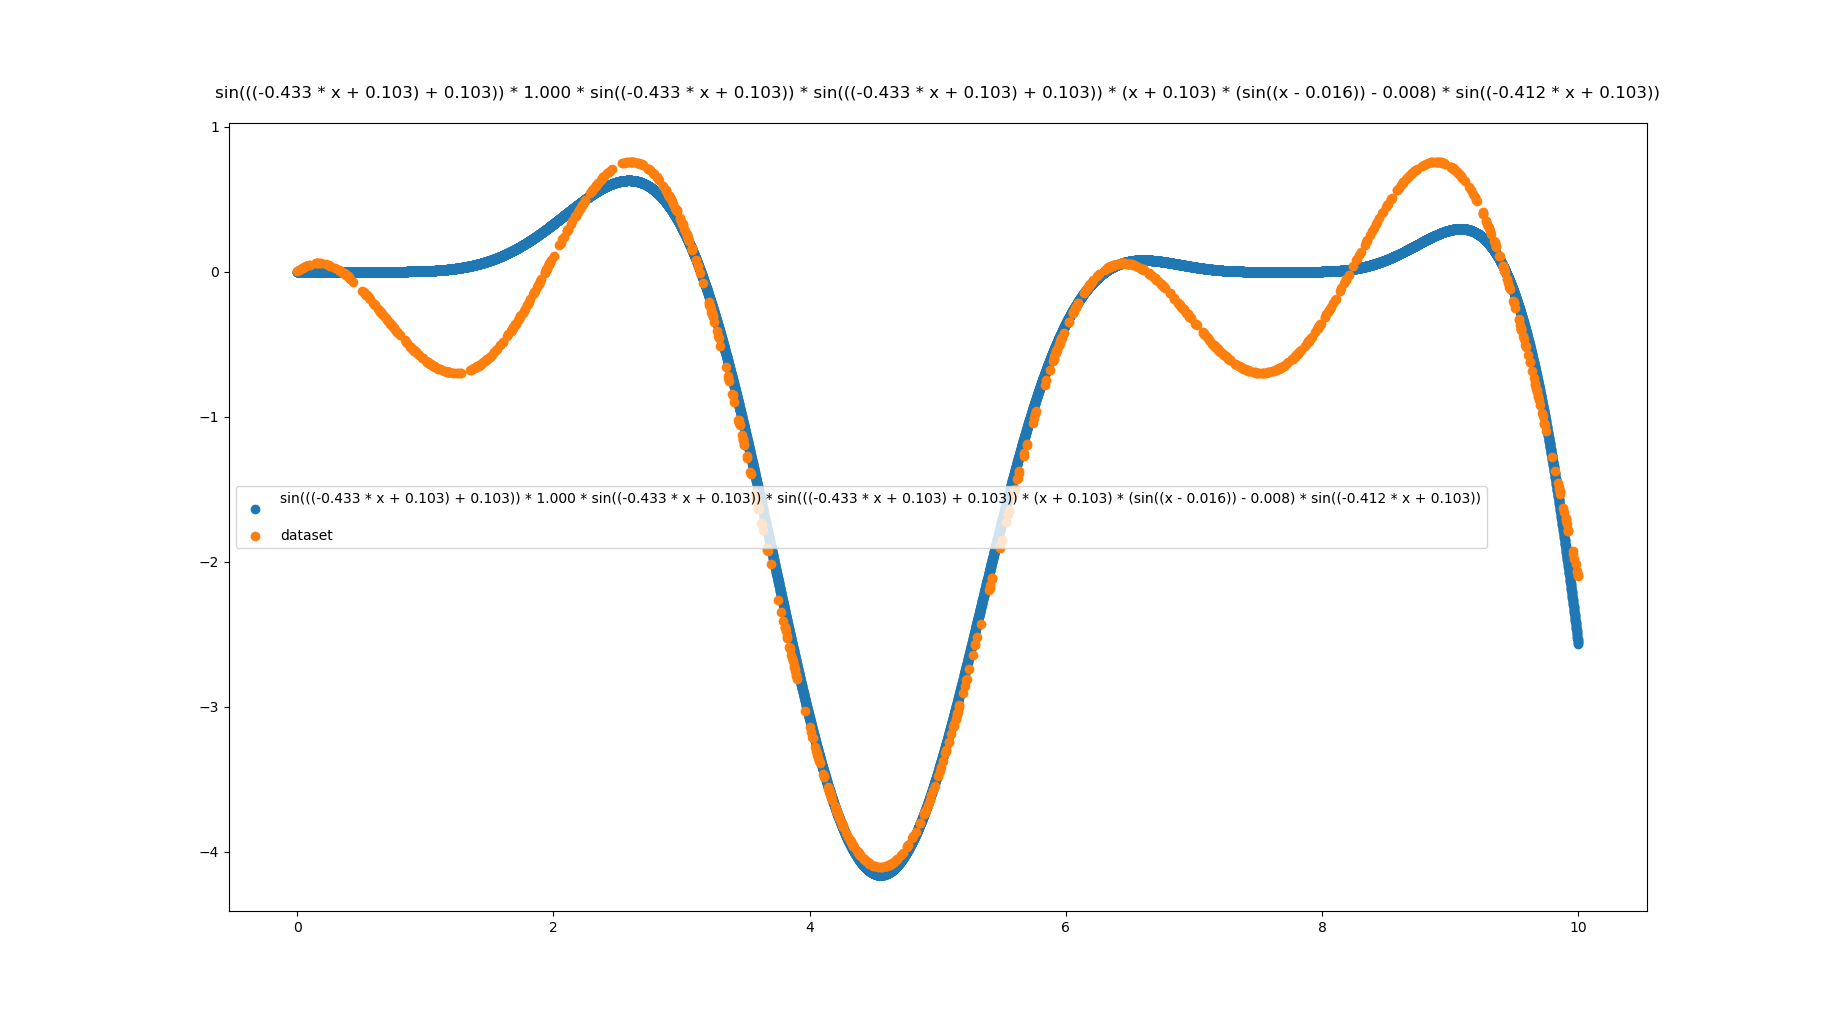 sin(((-0.433 * x + 0.103) + 0.103)) * 1.000 * sin((-0.433 * x + 0.103)) * sin(((-0.433 * x + 0.103) + 0.103)) * (x + 0.103) * (sin((x - 0.016)) - 0.008) * sin((-0.412 * x + 0.103))
1
0
−1
sin(((-0.433 * x + 0.103) + 0.103)) * 1.000 * sin((-0.433 * x + 0.103)) * sin(((-0.433 * x + 0.103) + 0.103)) * (x + 0.103) * (sin((x - 0.016)) - 0.008) * sin((-0.412 * x + 0.103))
dataset
−2
−3
−4
0 2 4 6 8 10